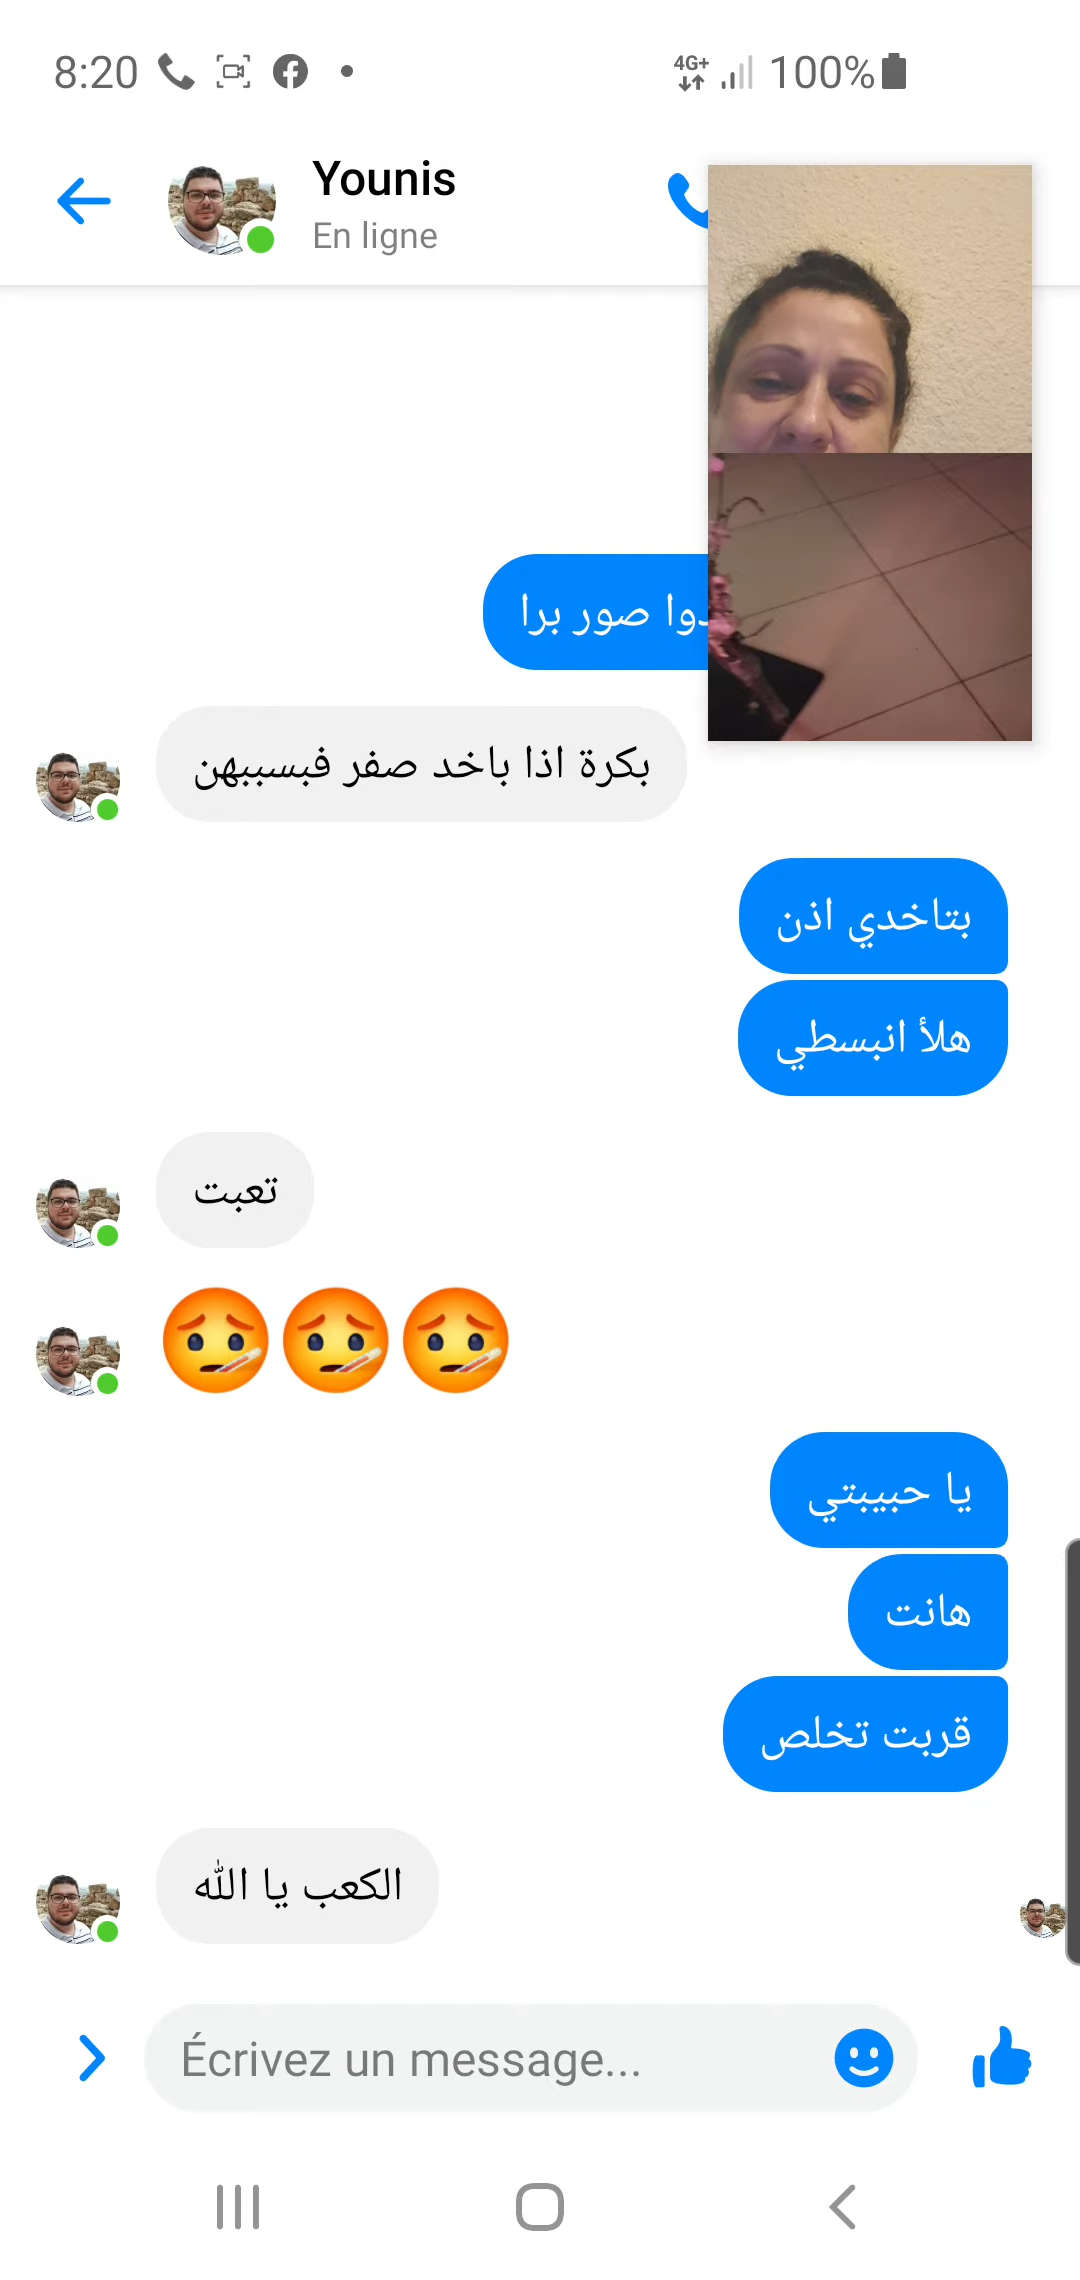 8:20
4G+ 100%
Younis
En ligne
صور برا
بكرة اذا باخد صفر فبسببهن
بتاخدي اذن
هلأ انبسطي
تعبت
يا حبيبتي
هانت
قربت تخلص
الكعب يا الله
Écrivez un message...